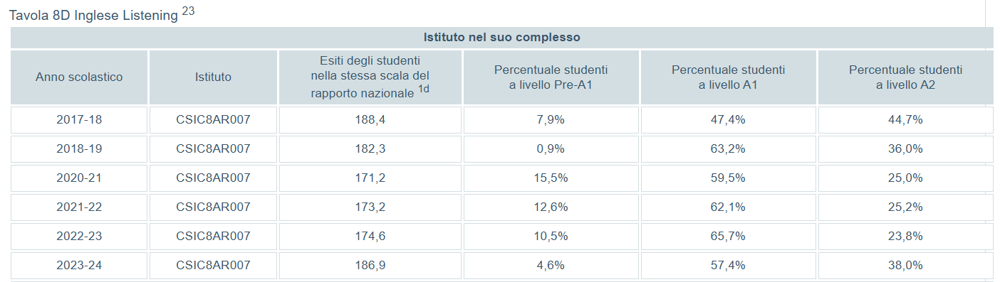 Tavola 8D Inglese Listening 23
Istituto nel suo complesso
Anno scolastico Istituto Esiti degli studenti nella stessa scala del rapporto nazionale 1d Percentuale studenti a livello Pre-A1 Percentuale studenti a livello A1 Percentuale studenti a livello A2
2017-18 CSIC8AR007 188,4 7,9% 47,4% 44,7%
2018-19 CSIC8AR007 182,3 0,9% 63,2% 36,0%
2020-21 CSIC8AR007 171,2 15,5% 59,5% 25,0%
2021-22 CSIC8AR007 173,2 12,6% 62,1% 25,2%
2022-23 CSIC8AR007 174,6 10,5% 65,7% 23,8%
2023-24 CSIC8AR007 186,9 4,6% 57,4% 38,0%